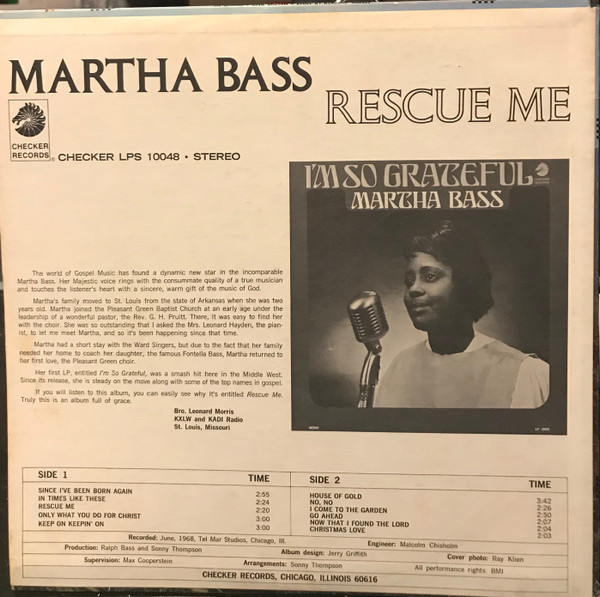 MARTHA BASS
RESCUE ME
CHECKER
RECORDS®
CHECKER LPS 10048 • STEREO
I'M SO GRATEFUL
MARTHA BASS
The world of Gospel Music has found a dynamic new star in the incomparable
Martha Bass. Her Majestic voice rings with the consummate quality of a true musician
and touches the listener's heart with a sincere, warm gift of the music of God.
Martha's family moved to St. Louis from the state of Arkansas when she was two
years old. Martha joined the Pleasant Green Baptist Church at an early age under the
leadership of a wonderful pastor, the Rev. G. H. Pruitt. There, it was easy to find her
with the choir. She was so outstanding that I asked the Mrs. Leonard Hayden, the pian-
ist, to let me meet Martha, and so it's been happening since that time.
Martha had a short stay with the Ward Singers, but due to the fact that her family
needed her home to coach her daughter, the famous Fontella Bass, Martha returned to
her first love, the Pleasant Green choir.
Her first LP, entitled I'm So Grateful, was a smash hit here in the Middle West.
Since its release, she is steady on the move along with some of the top names in gospel.
If you will listen to this album, you can easily see why it's entitled Rescue Me.
Truly this is an album full of grace.
Bro. Leonard Morris
KXLW and KADI Radio
St. Louis, Missouri
SIDE 1 TIME
SINCE I'VE BEEN BORN AGAIN 2:55
IN TIMES LIKE THESE 2:24
RESCUE ME 2:20
ONLY WHAT YOU DO FOR CHRIST 3:00
KEEP ON KEEPIN' ON 3:00
SIDE 2 TIME
HOUSE OF GOLD 3:42
NO, NO 2:26
I COME TO THE GARDEN 2:50
GO AHEAD 2:07
NOW THAT I FOUND THE LORD 2:04
CHRISTMAS LOVE 2:03
Recorded: June, 1968, Tel Mar Studios, Chicago, Ill. Engineer: Malcolm Chisholm
Production: Ralph Bass and Sonny Thompson Album design: Jerry Griffith Cover photo: Ray Klien
Supervision: Max Cooperstein Arrangements: Sonny Thompson All performance rights BMI
CHECKER RECORDS, CHICAGO, ILLINOIS 60616